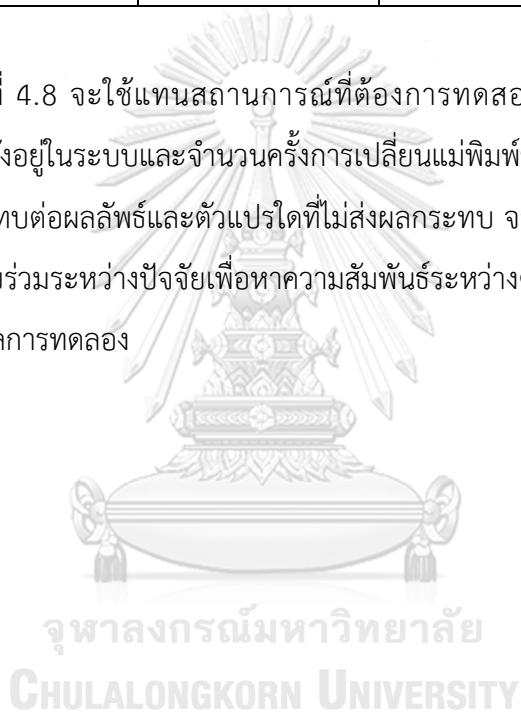 ที่ 4.8 จะใช้แทนสถานการณ์ที่ต้องการทดสอ
งอยู่ในระบบและจำนวนครั้งการเปลี่ยนแม่พิมพ์
ทบต่อผลลัพธ์และตัวแปรใดที่ไม่ส่งผลกระทบ จ
ร่วมระหว่างปัจจัยเพื่อหาความสัมพันธ์ระหว่าง
การทดลอง
จุฬาลงกรณ์มหาวิทยาลัย
CHULALONGKORN UNIVERSITY